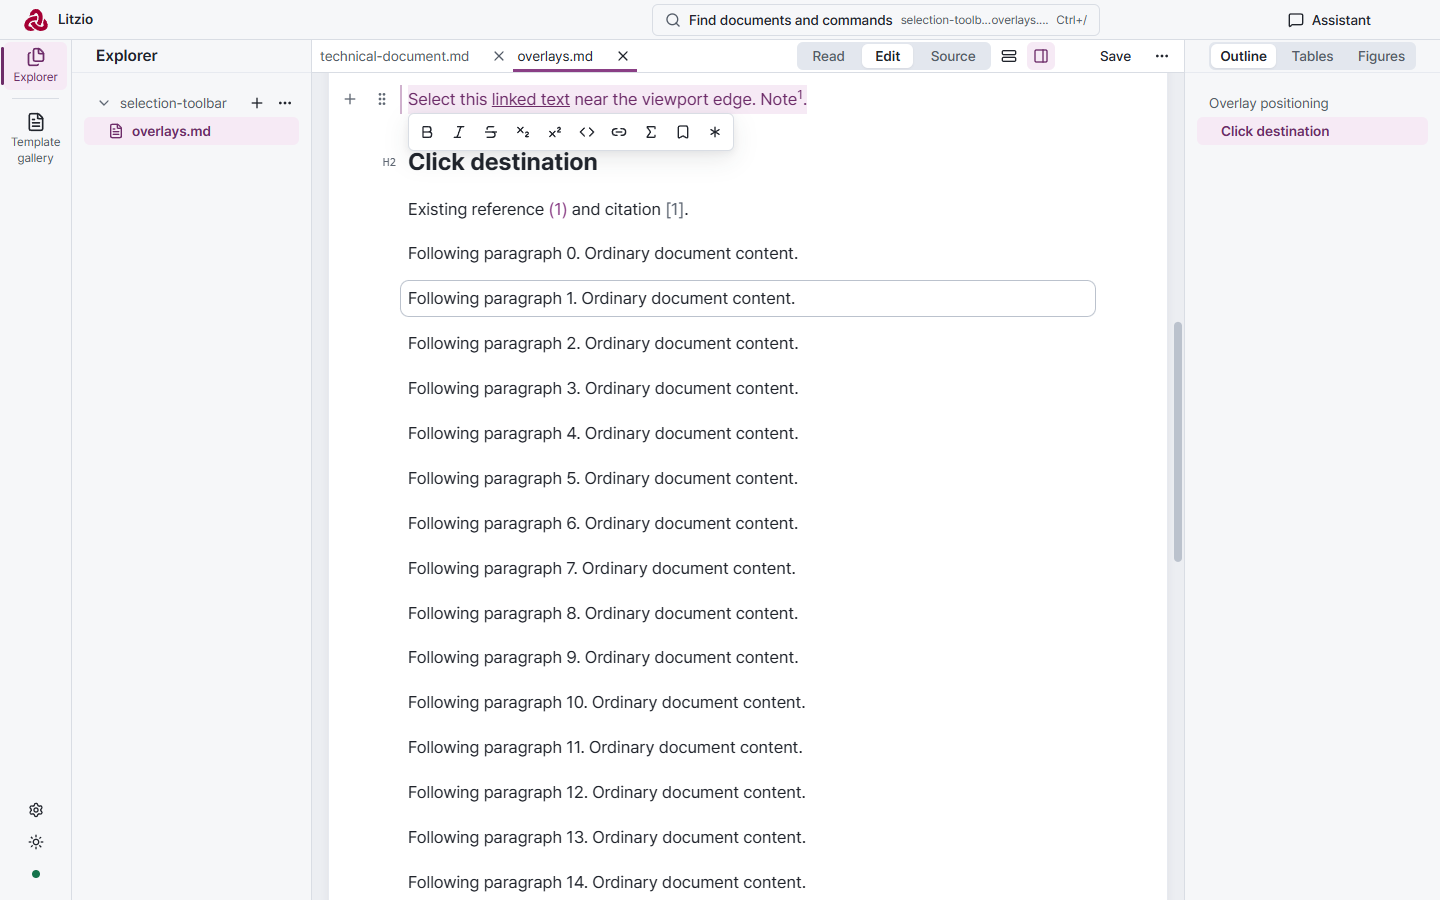 Litzio
Find documents and commands selection-toolb...overlays.... Ctrl+/
Assistant
Explorer
Template
gallery
Explorer
selection-toolbar
overlays.md
technical-document.md
overlays.md
Read
Edit
Source
Save
Outline
Tables
Figures
Select this linked text near the viewport edge. Note1.
B I S x₂ x² <> Σ *
H2 Click destination
Existing reference (1) and citation [1].
Following paragraph 0. Ordinary document content.
Following paragraph 1. Ordinary document content.
Following paragraph 2. Ordinary document content.
Following paragraph 3. Ordinary document content.
Following paragraph 4. Ordinary document content.
Following paragraph 5. Ordinary document content.
Following paragraph 6. Ordinary document content.
Following paragraph 7. Ordinary document content.
Following paragraph 8. Ordinary document content.
Following paragraph 9. Ordinary document content.
Following paragraph 10. Ordinary document content.
Following paragraph 11. Ordinary document content.
Following paragraph 12. Ordinary document content.
Following paragraph 13. Ordinary document content.
Following paragraph 14. Ordinary document content.
Overlay positioning
Click destination